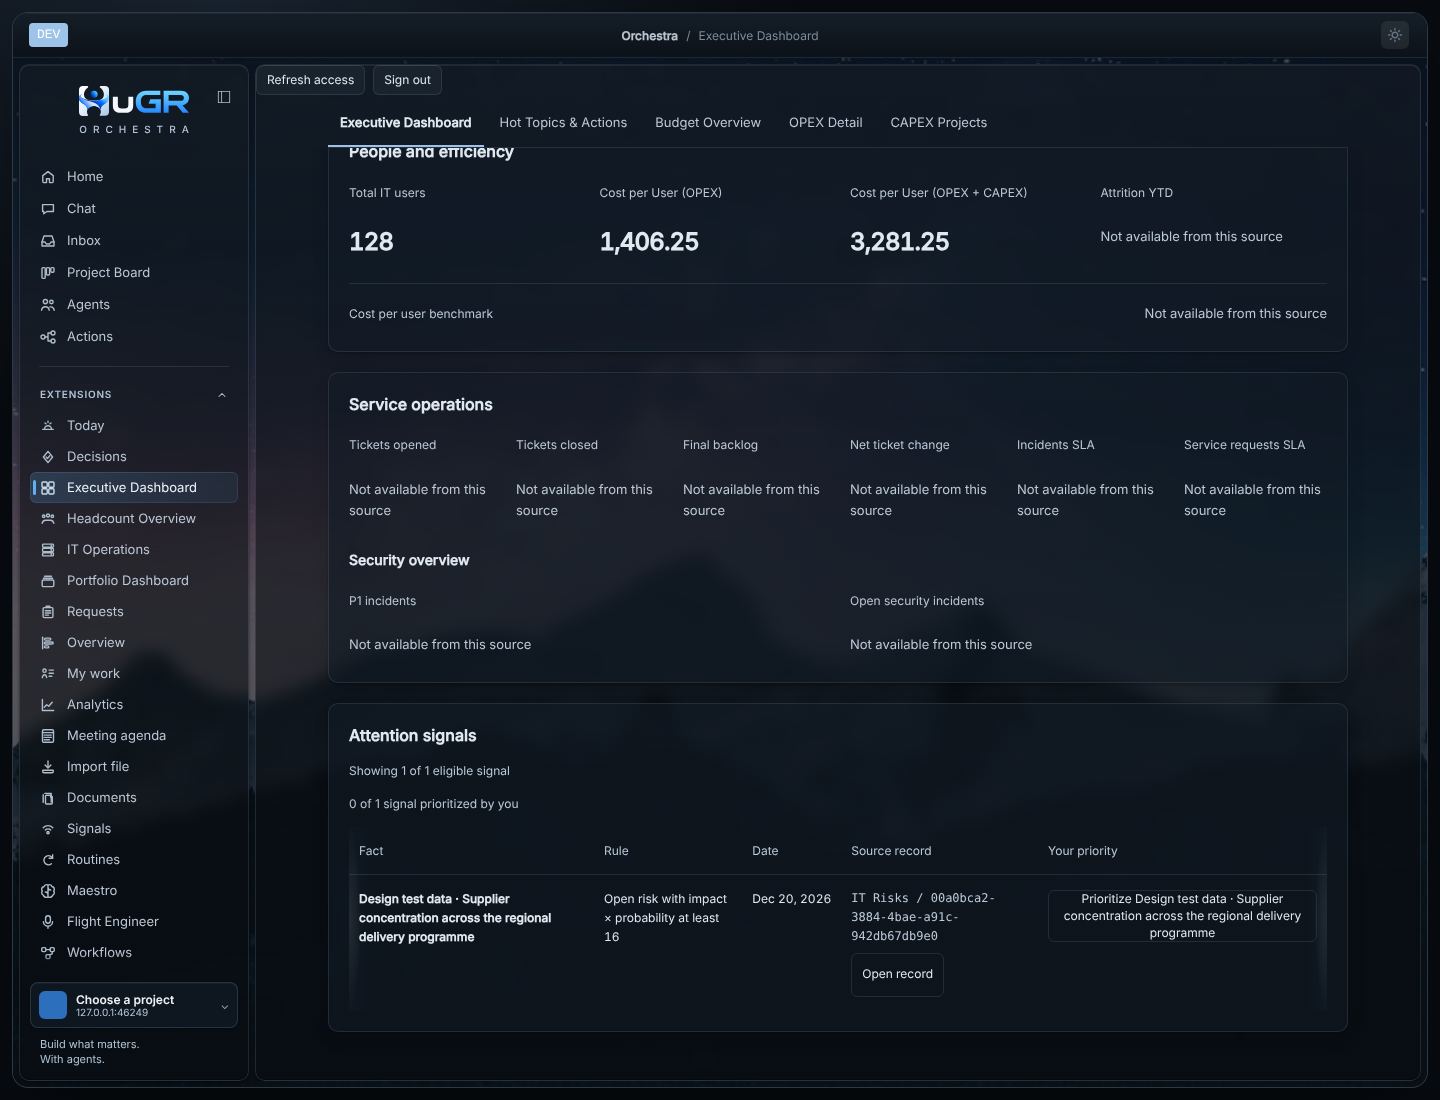 DEV
Orchestra / Executive Dashboard
HuGR
ORCHESTRA
Home
Chat
Inbox
Project Board
Agents
Actions
EXTENSIONS
Today
Decisions
Executive Dashboard
Headcount Overview
IT Operations
Portfolio Dashboard
Requests
Overview
My work
Analytics
Meeting agenda
Import file
Documents
Signals
Routines
Maestro
Flight Engineer
Workflows
Choose a project
127.0.0.1:46249
Build what matters.
With agents.
Refresh access
Sign out
Executive Dashboard
Hot Topics & Actions
Budget Overview
OPEX Detail
CAPEX Projects
People and efficiency
Total IT users
128
Cost per User (OPEX)
1,406.25
Cost per User (OPEX + CAPEX)
3,281.25
Attrition YTD
Not available from this source
Cost per user benchmark
Not available from this source
Service operations
Tickets opened
Not available from this
source
Tickets closed
Not available from this
source
Final backlog
Not available from this
source
Net ticket change
Not available from this
source
Incidents SLA
Not available from this
source
Service requests SLA
Not available from this
source
Security overview
P1 incidents
Not available from this source
Open security incidents
Not available from this source
Attention signals
Showing 1 of 1 eligible signal
0 of 1 signal prioritized by you
Fact
Rule
Date
Source record
Your priority
Design test data · Supplier
concentration across the regional
delivery programme
Open risk with impact
× probability at least
16
Dec 20, 2026
IT Risks / 00a0bca2-
3884-4bae-a91c-
942db67db9e0
Open record
Prioritize Design test data · Supplier
concentration across the regional delivery
programme